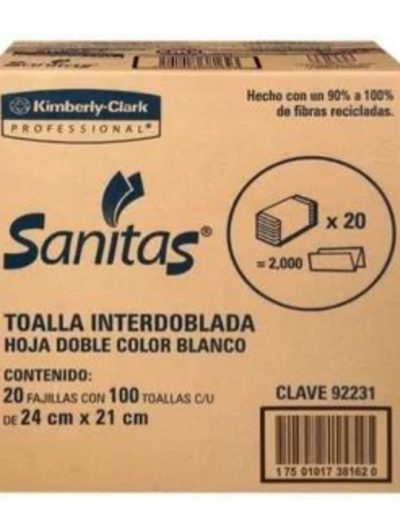 Sanitas
Kimberly-Clark
PROFESSIONAL®
Hecho con un 90% a 100%
de fibras recicladas.
Sanitas®
x 20
= 2,000
TOALLA INTERDOBLADA
HOJA DOBLE COLOR BLANCO
CONTENIDO:
20 FAJILLAS CON 100 TOALLAS C/U
DE 24 cm x 21 cm
CLAVE 92231
1 75 01017 38162 0